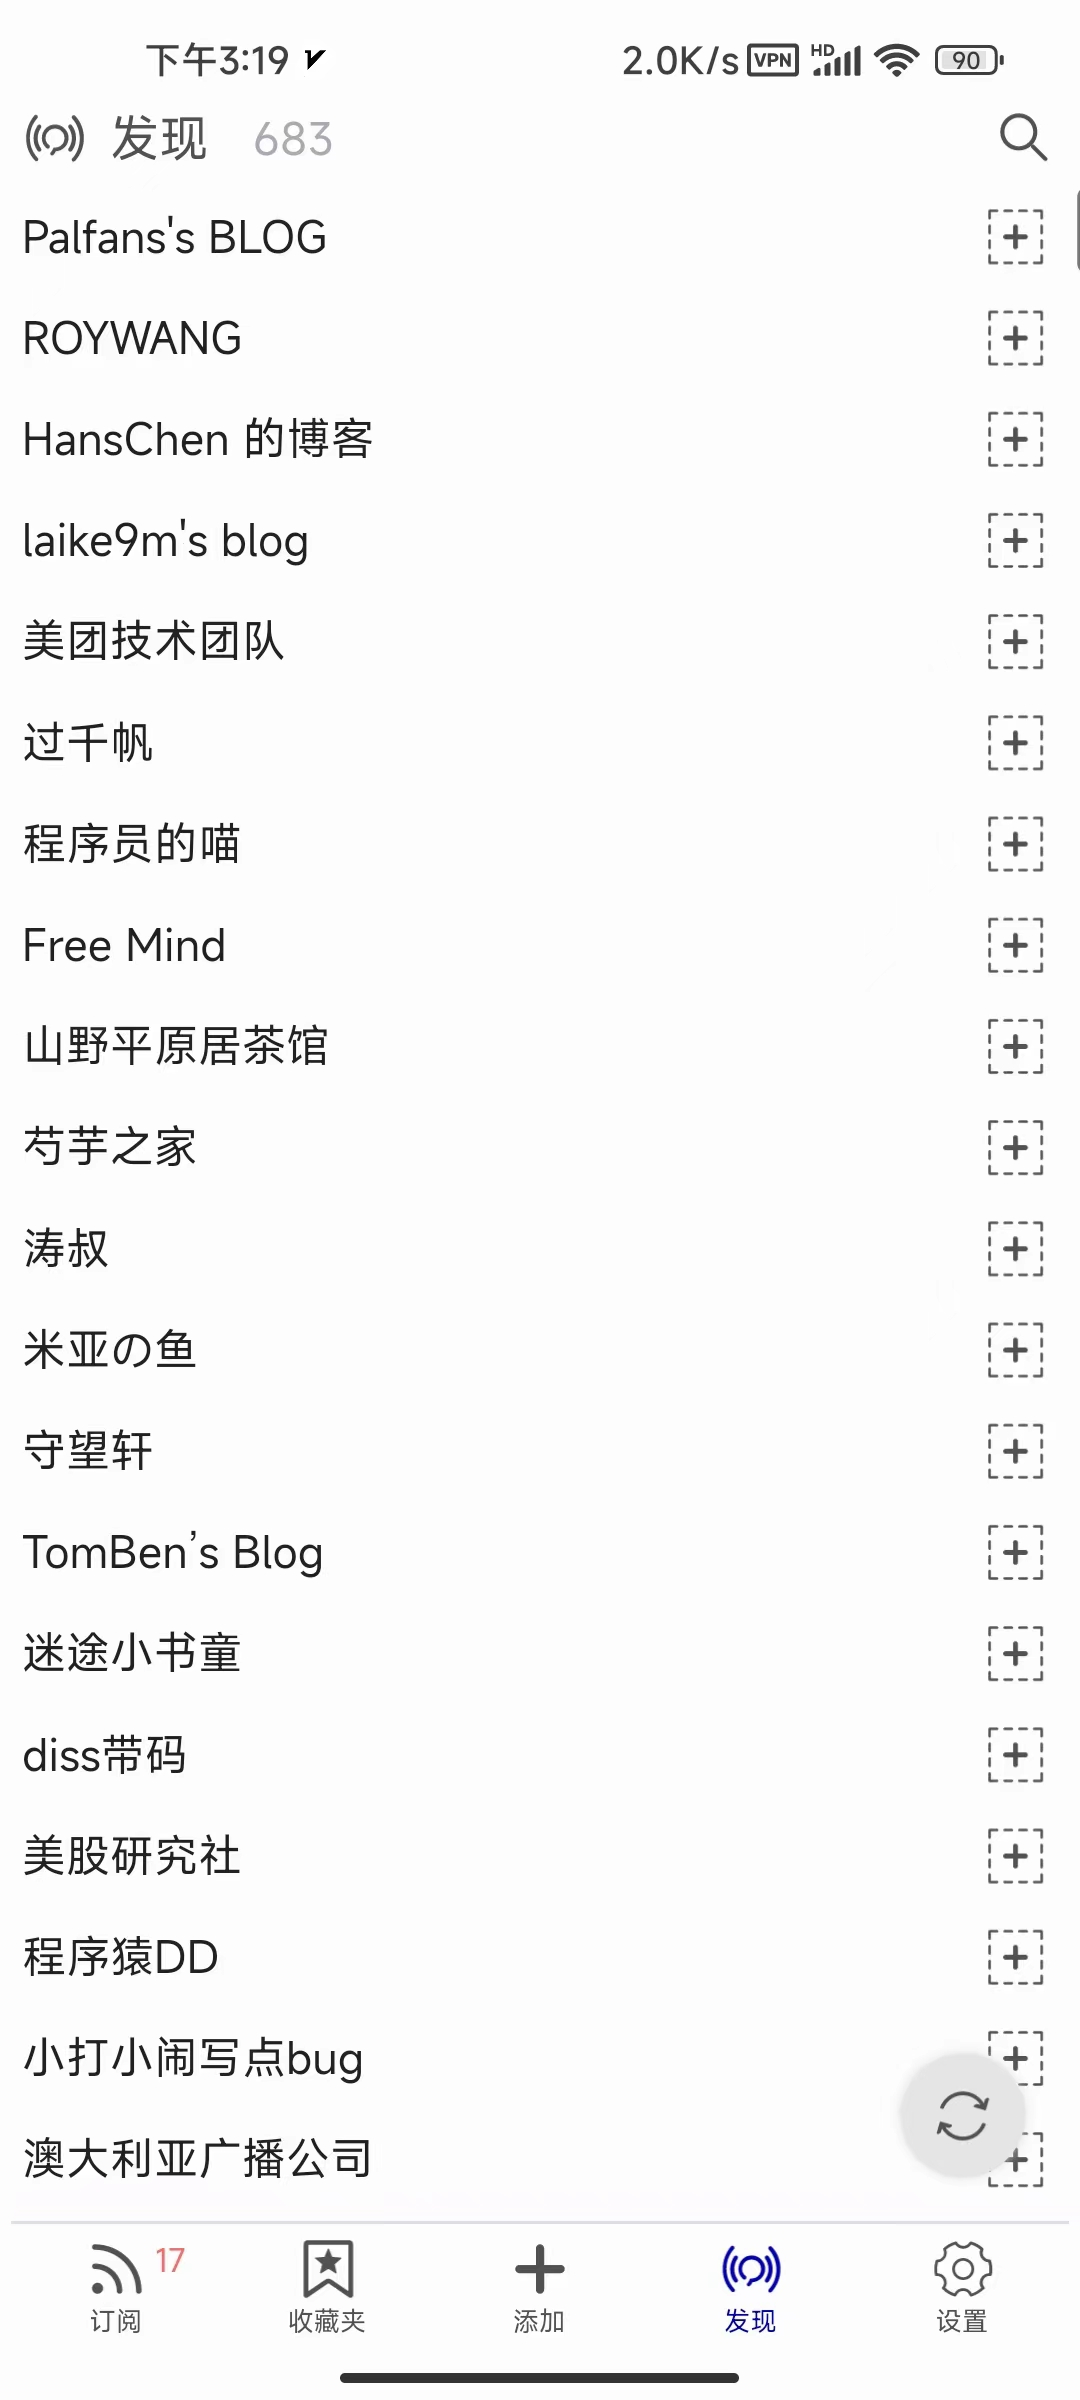 下午3:19 2.0K/s VPN HD 90
发现 683
Palfans's BLOG
ROYWANG
HansChen 的博客
laike9m's blog
美团技术团队
过千帆
程序员的喵
Free Mind
山野平原居茶馆
芍芋之家
涛叔
米亚の鱼
守望轩
TomBen’s Blog
迷途小书童
diss带码
美股研究社
程序猿DD
小打小闹写点bug
澳大利亚广播公司
17
订阅 收藏夹 添加 发现 设置